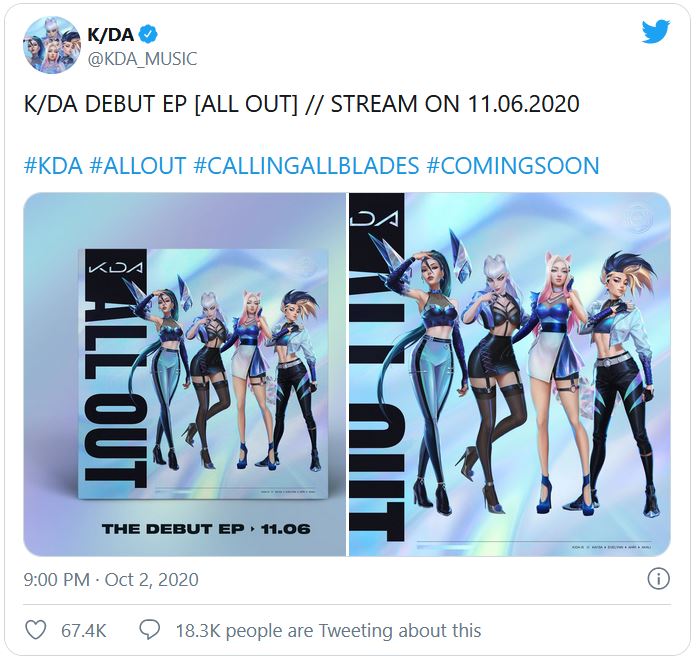 K/DA
@KDA_MUSIC
K/DA DEBUT EP [ALL OUT] // STREAM ON 11.06.2020
#KDA #ALLOUT #CALLINGALLBLADES #COMINGSOON
KDA
ALL OUT
THE DEBUT EP › 11.06
DA
ALL OUT
9:00 PM · Oct 2, 2020
67.4K
18.3K people are Tweeting about this